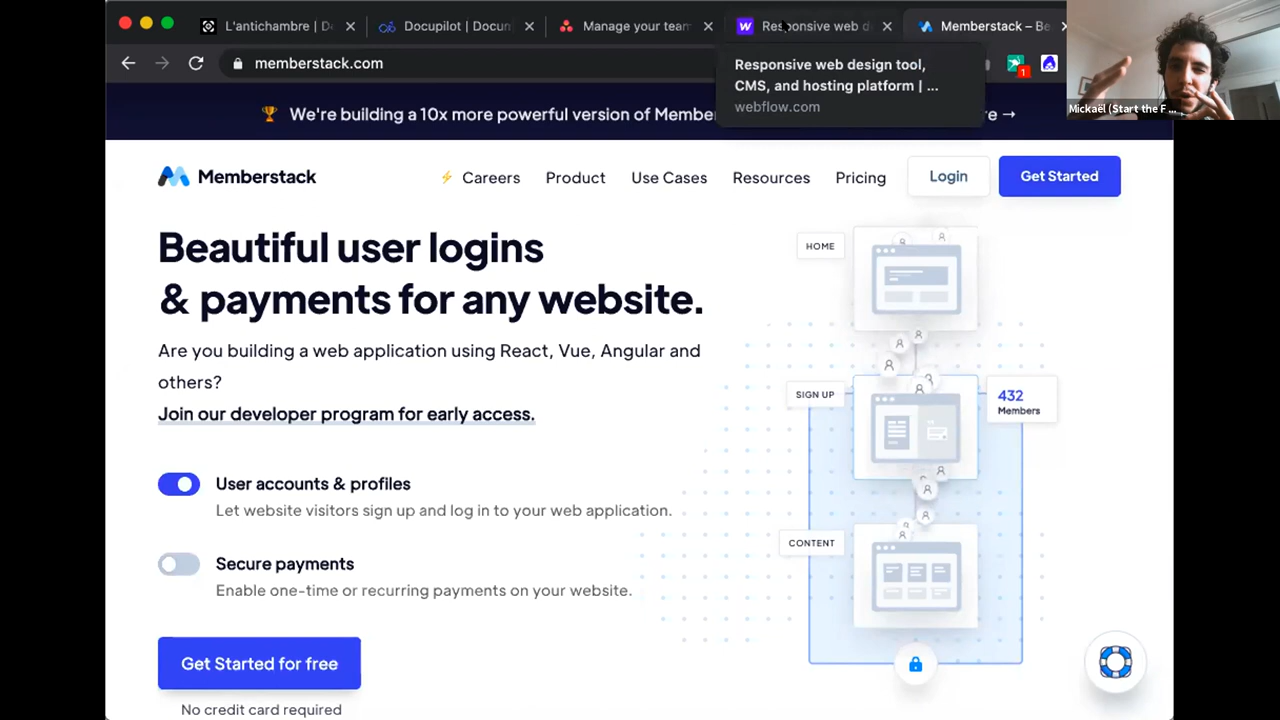 L'antichambre | D
Docupilot | Docun
Manage your team
Responsive web d
Memberstack – Be
memberstack.com
Responsive web design tool,
CMS, and hosting platform | ...
webflow.com
1
Mickaël (Start the F...
🏆 We're building a 10x more powerful version of Member
e →
Memberstack
⚡ Careers
Product
Use Cases
Resources
Pricing
Login
Get Started
Beautiful user logins
& payments for any website.
Are you building a web application using React, Vue, Angular and
others?
Join our developer program for early access.
User accounts & profiles
Let website visitors sign up and log in to your web application.
Secure payments
Enable one-time or recurring payments on your website.
Get Started for free
No credit card required
HOME
SIGN UP
432
Members
CONTENT